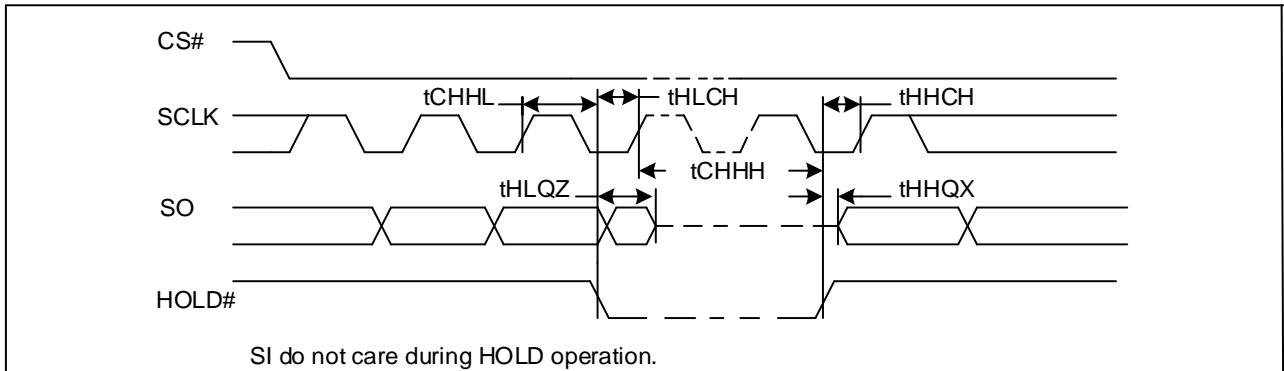 CS#
tCHHL
tHLCH
tHHCH
SCLK
tCHHH
tHLQZ
tHHQX
SO
HOLD#
SI do not care during HOLD operation.